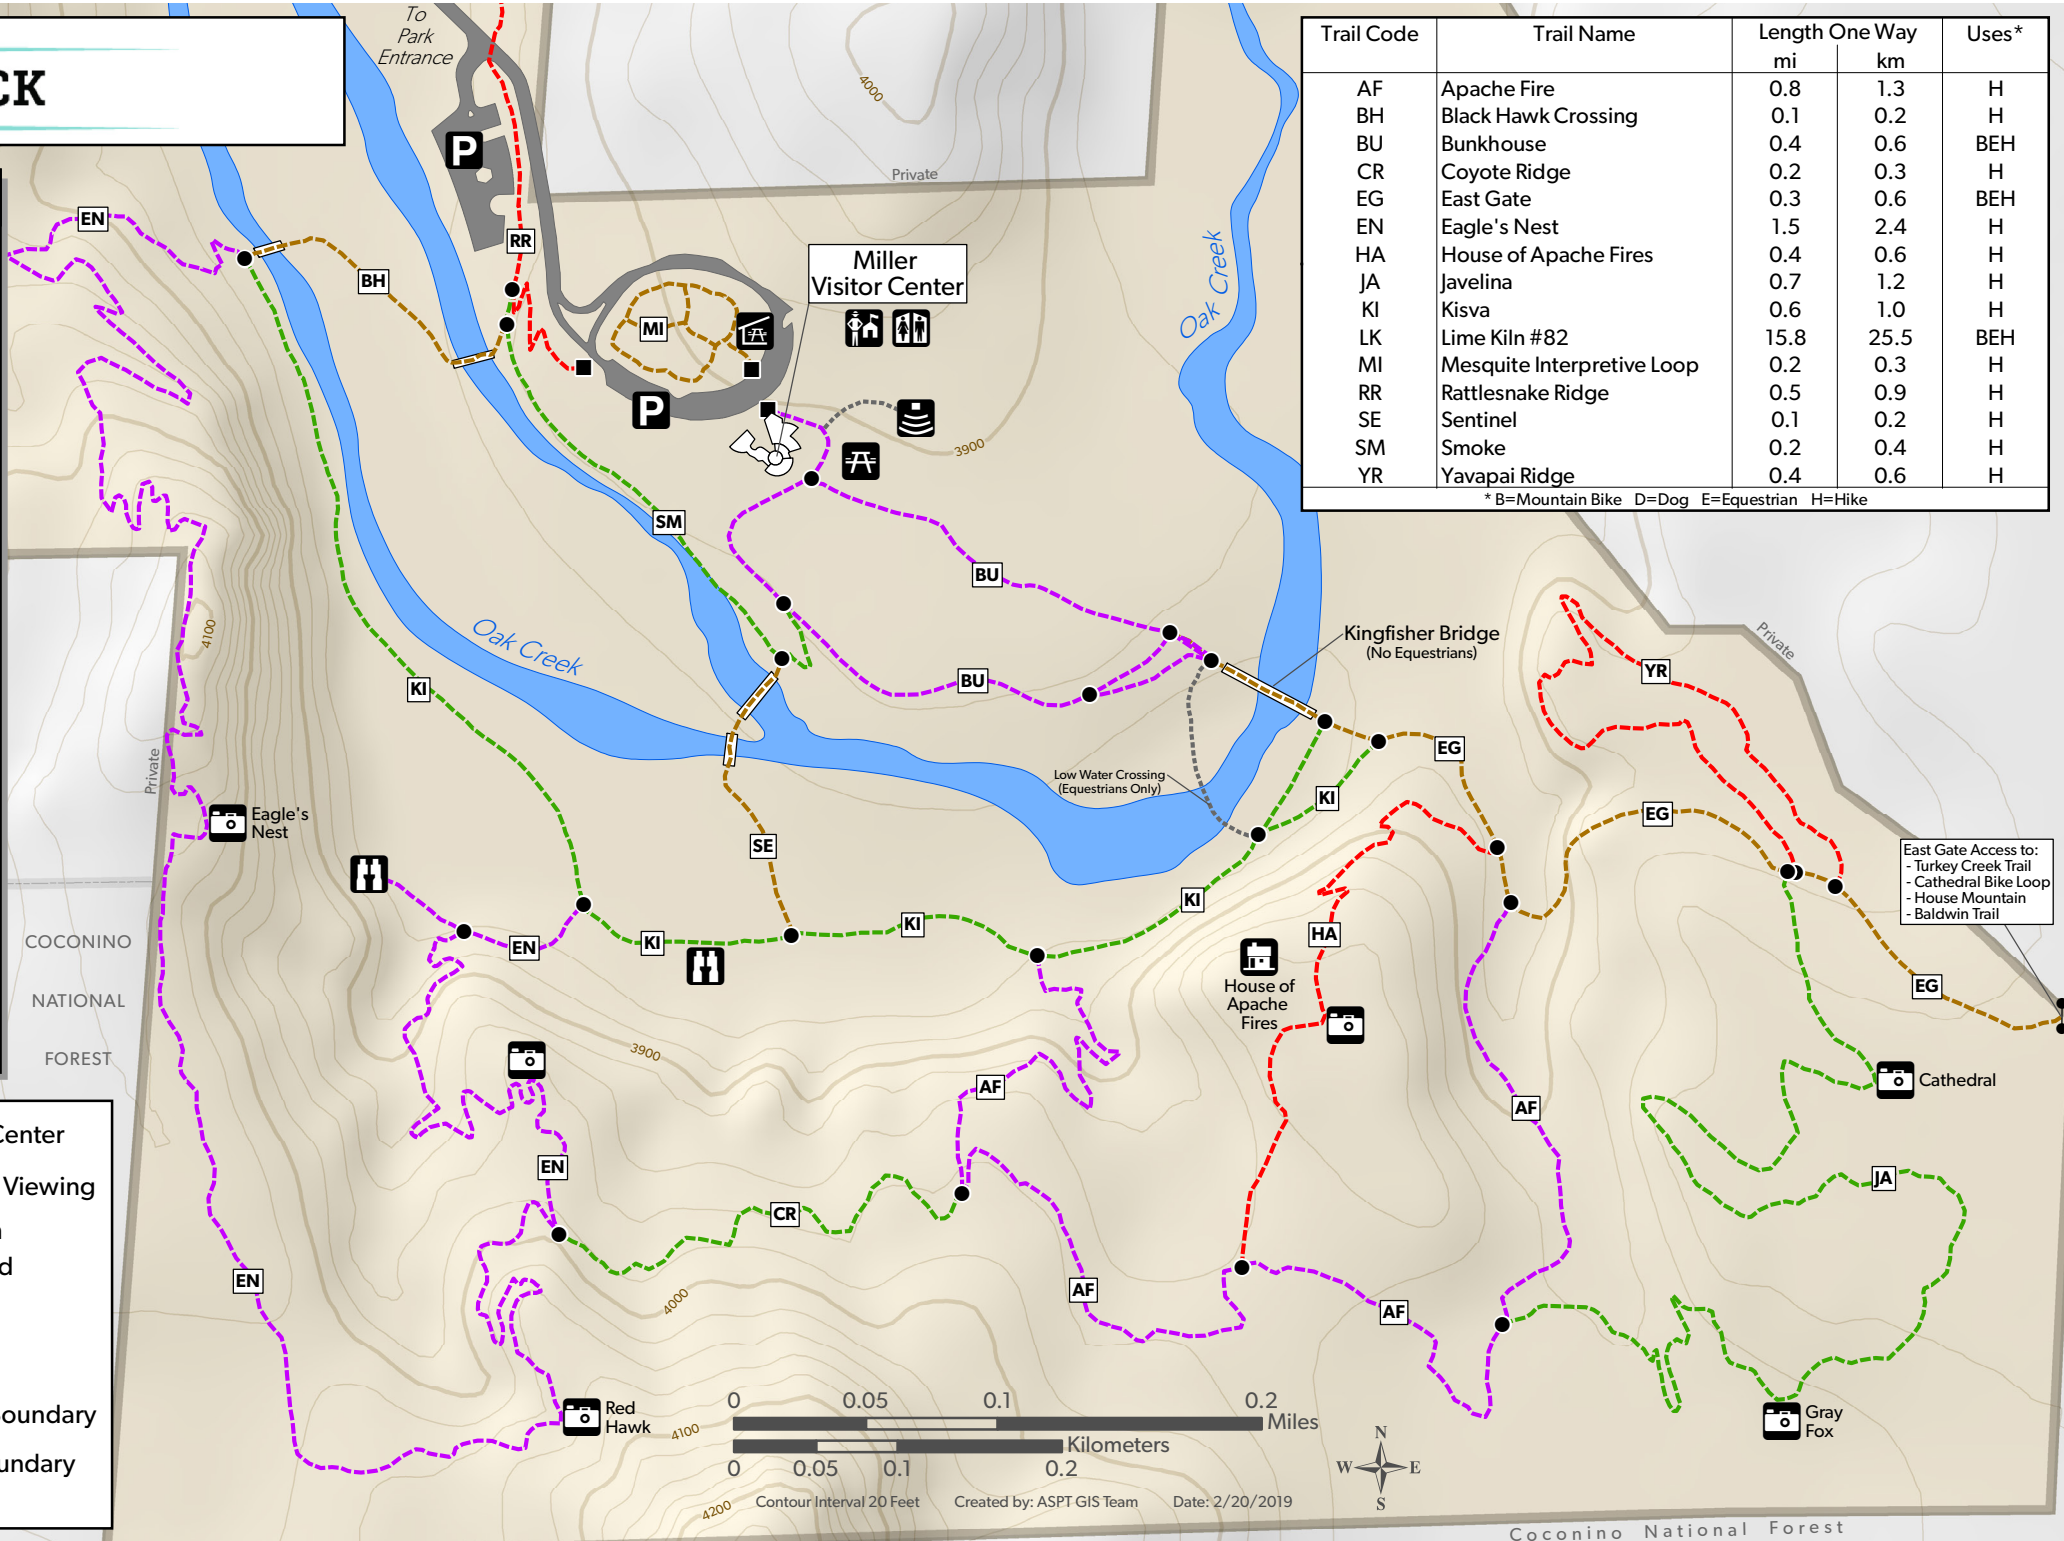 CK
To
Park
Entrance
4000
Private
Trail Code Trail Name Length One Way Uses*
mi km
AF Apache Fire 0.8 1.3 H
BH Black Hawk Crossing 0.1 0.2 H
BU Bunkhouse 0.4 0.6 BEH
CR Coyote Ridge 0.2 0.3 H
EG East Gate 0.3 0.6 BEH
EN Eagle's Nest 1.5 2.4 H
HA House of Apache Fires 0.4 0.6 H
JA Javelina 0.7 1.2 H
KI Kisva 0.6 1.0 H
LK Lime Kiln #82 15.8 25.5 BEH
MI Mesquite Interpretive Loop 0.2 0.3 H
RR Rattlesnake Ridge 0.5 0.9 H
SE Sentinel 0.1 0.2 H
SM Smoke 0.2 0.4 H
YR Yavapai Ridge 0.4 0.6 H
* B=Mountain Bike D=Dog E=Equestrian H=Hike
P
EN
RR
BH
Miller
Visitor Center
Oak Creek
MI
P
3900
SM
BU
4100
Oak Creek
Kingfisher Bridge
(No Equestrians)
Private
YR
KI
BU
EG
Private
Low Water Crossing
(Equestrians Only)
KI
EG
Eagle's
Nest
SE
East Gate Access to:
- Turkey Creek Trail
- Cathedral Bike Loop
- House Mountain
- Baldwin Trail
KI
KI
HA
COCONINO
NATIONAL
FOREST
EN
KI
House of
Apache
Fires
EG
3900
AF
Cathedral
AF
Center
Viewing
EN
JA
CR
d
EN
AF
4000
AF
oundary
undary
Red
Hawk
4100
4200
0 0.05 0.1 0.2
Miles
Kilometers
0 0.05 0.1 0.2
N
W E
S
Gray
Fox
Contour Interval 20 Feet Created by: ASPT GIS Team Date: 2/20/2019
Coconino National Forest